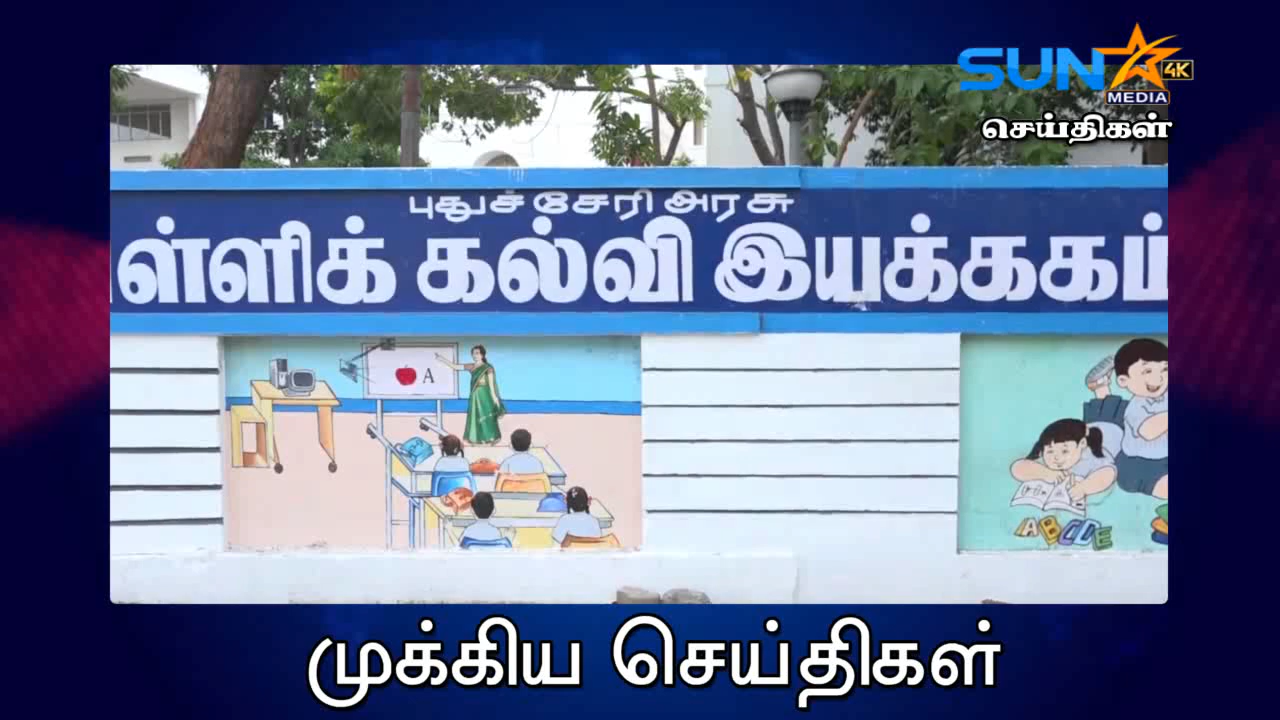 SUN 4K
MEDIA
செய்திகள்
புதுச்சேரி அரசு
ள்ளிக் கல்வி இயக்ககம்
A
ABCDE
முக்கிய செய்திகள்